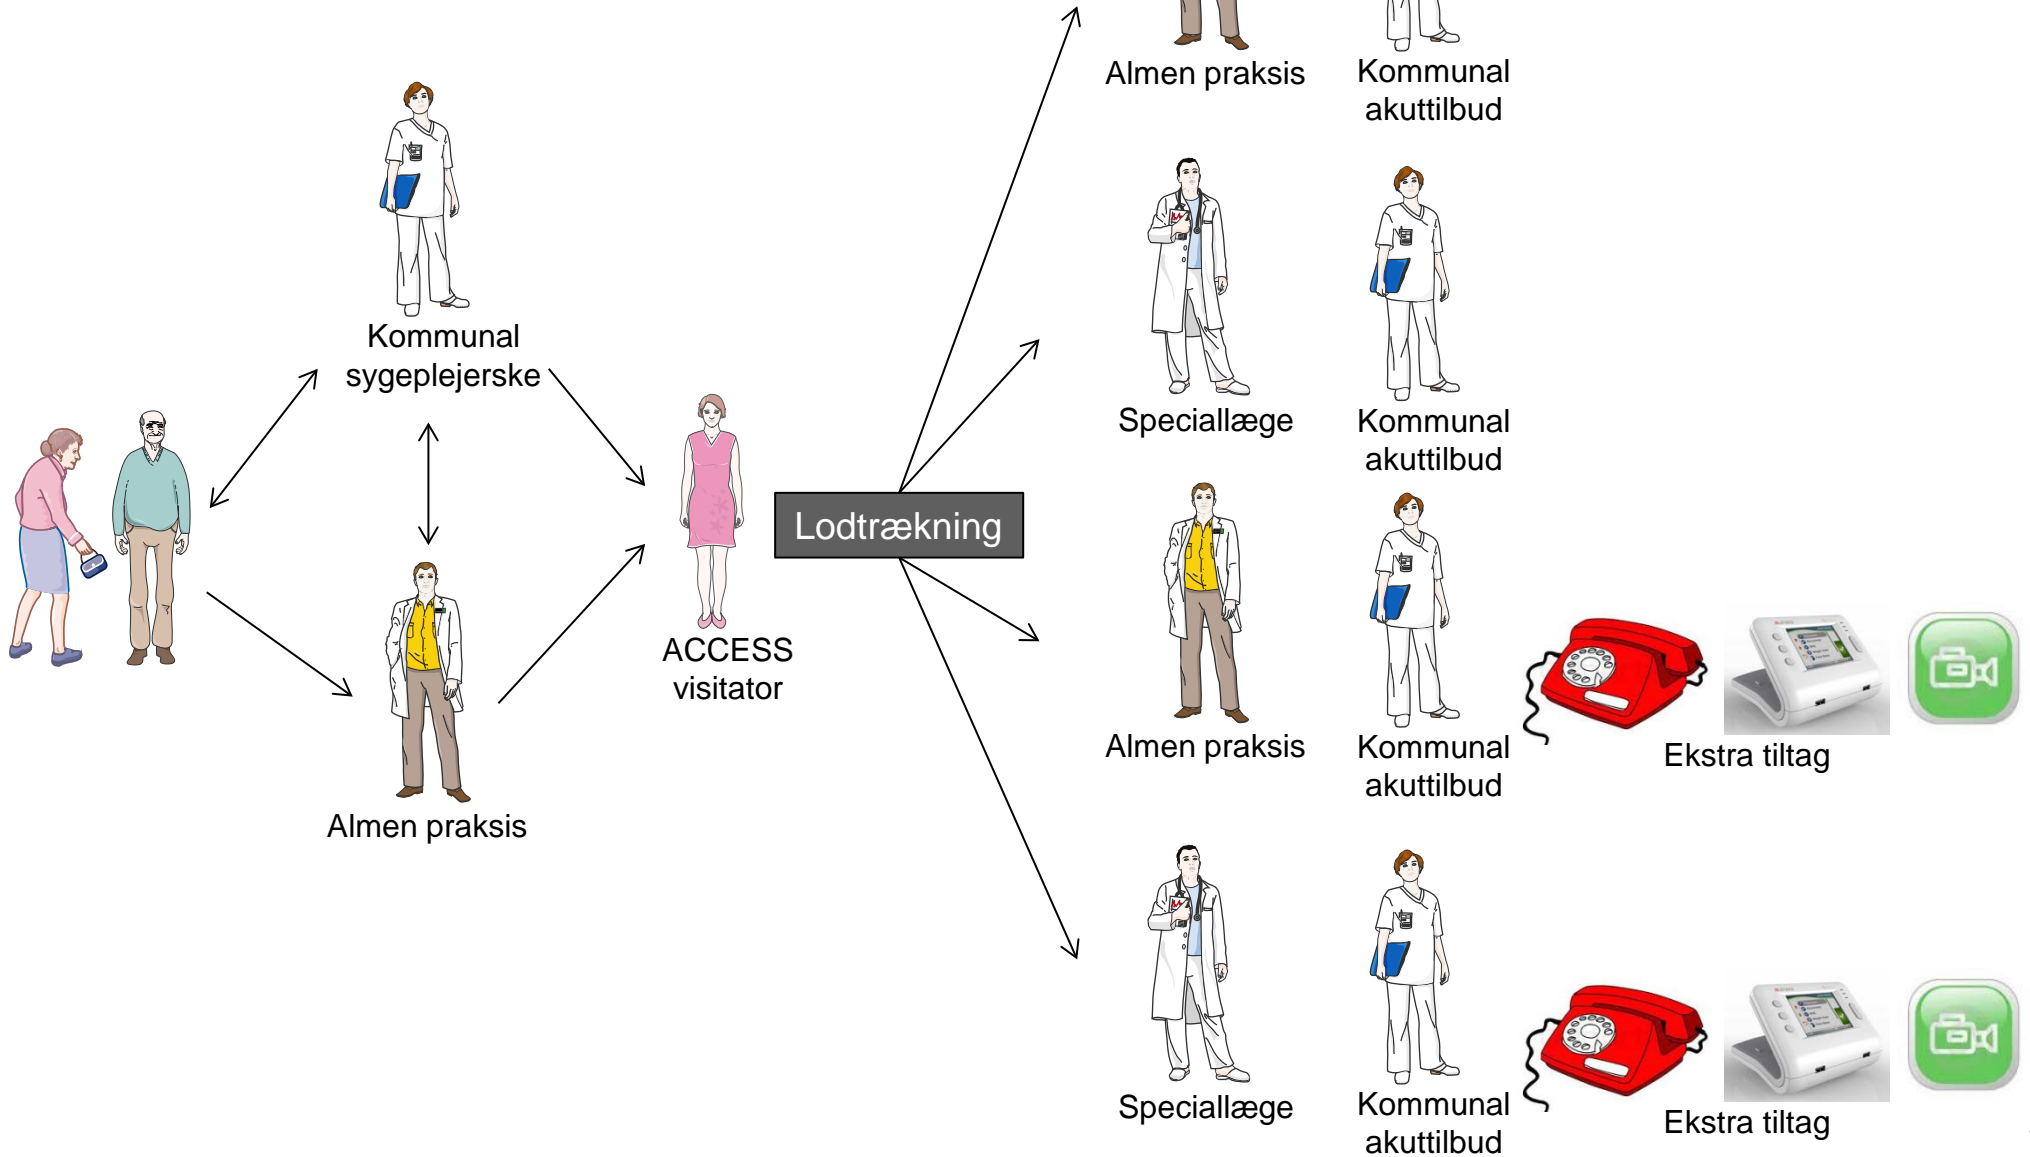 Kommunal
sygeplejerske
Almen praksis
ACCESS
visitator
Lodtrækning
Almen praksis
Kommunal
akuttilbud
Speciallæge
Kommunal
akuttilbud
Almen praksis
Kommunal
akuttilbud
Ekstra tiltag
Speciallæge
Kommunal
akuttilbud
Ekstra tiltag